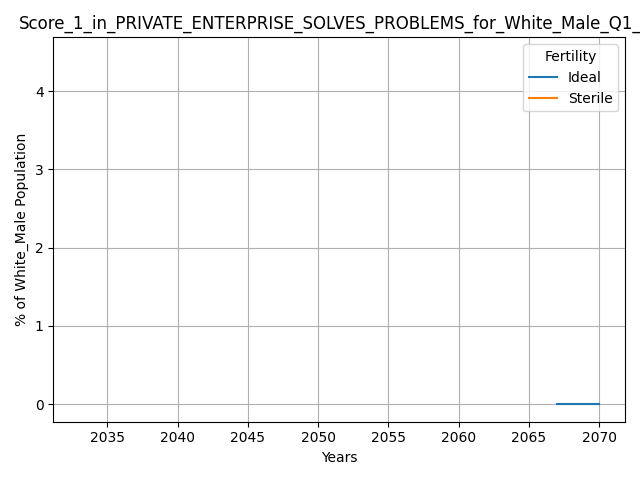 Score_1_in_PRIVATE_ENTERPRISE_SOLVES_PROBLEMS_for_White_Male_Q1_
Fertility
Ideal
Sterile
% of White_Male Population
4
3
2
1
0
2035 2040 2045 2050 2055 2060 2065 2070
Years